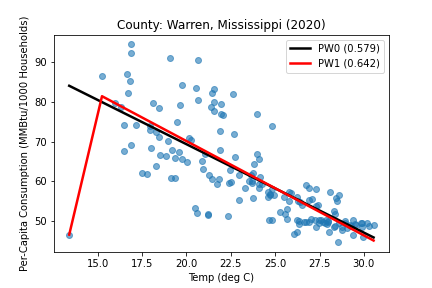 County: Warren, Mississippi (2020)
PW0 (0.579)
PW1 (0.642)
Per-Capita Consumption (MMBtu/1000 Households)
90
80
70
60
50
15.0 17.5 20.0 22.5 25.0 27.5 30.0
Temp (deg C)